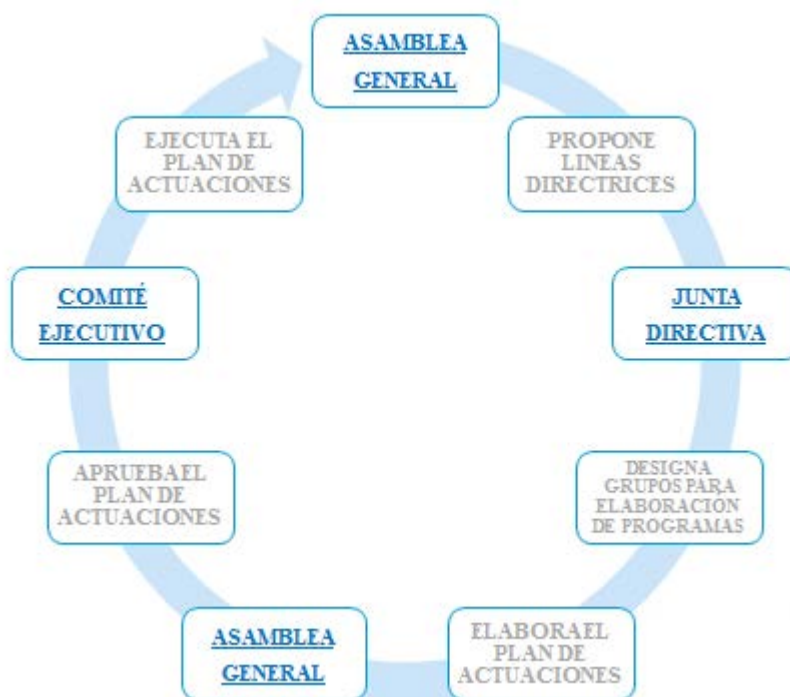 ASAMBLEA
GENERAL
PROPONE
LINEAS
DIRECTRICES
JUNTA
DIRECTIVA
DESIGNA
GRUPOS PARA
ELABORACIÓN
DE PROGRAMAS
ELABORA EL
PLAN DE
ACTUACIONES
ASAMBLEA
GENERAL
APRUEBA EL
PLAN DE
ACTUACIONES
COMITÉ
EJECUTIVO
EJECUTA EL
PLAN DE
ACTUACIONES